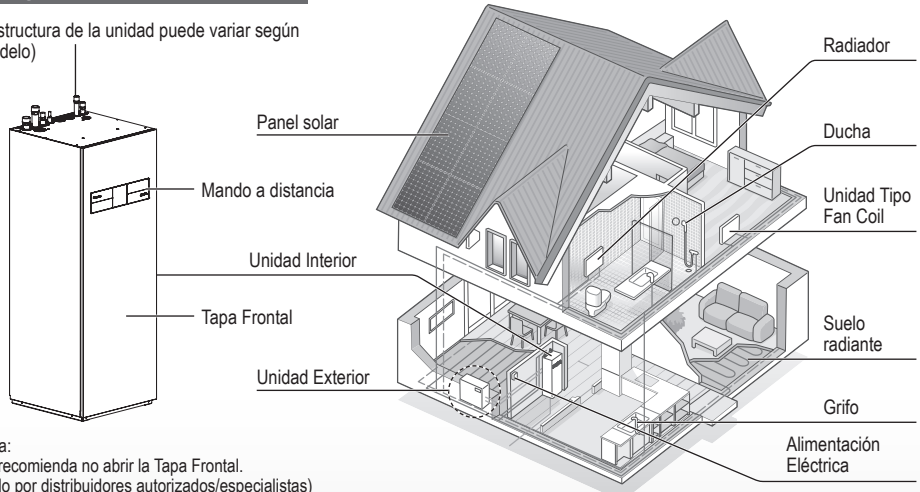 structura de la unidad puede variar según
delo)
Panel solar
Mando a distancia
Unidad Interior
Tapa Frontal
Unidad Exterior
Radiador
Ducha
Unidad Tipo
Fan Coil
Suelo
radiante
Grifo
Alimentación
Eléctrica
a:
recomienda no abrir la Tapa Frontal.
do por distribuidores autorizados/especialistas)